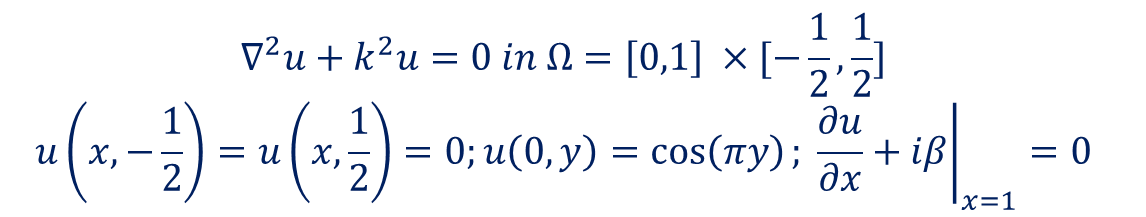 ∇²u + k²u = 0 in Ω = [0,1] × [−1/2, 1/2]
u(x, −1/2) = u(x, 1/2) = 0; u(0, y) = cos(πy); ∂u/∂x + iβ|ₓ₌₁ = 0